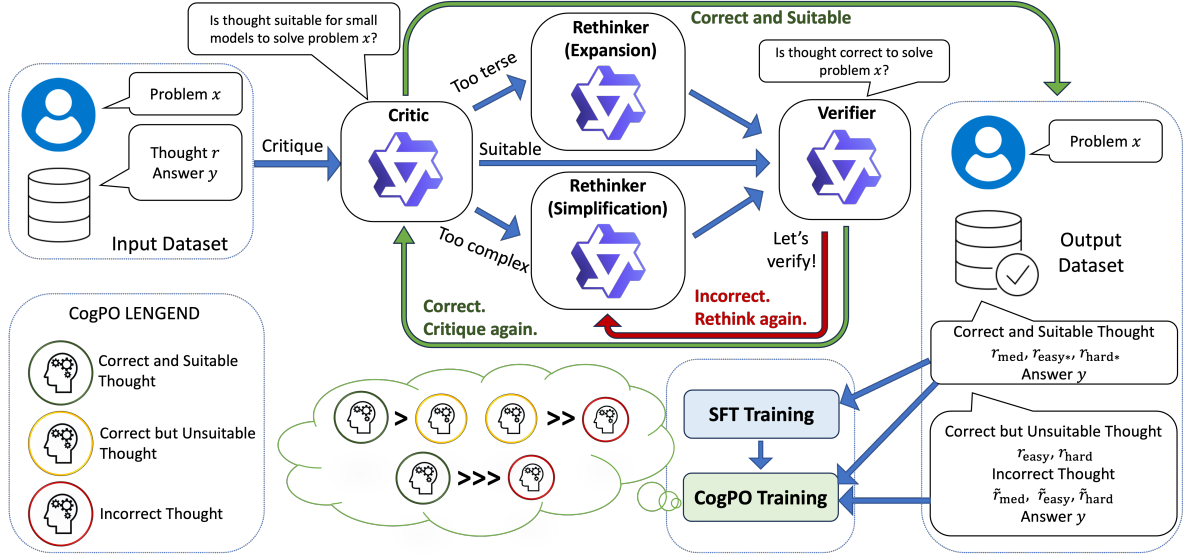 Is thought suitable for small
models to solve problem x?
Problem x
Thought r
Answer y
Input Dataset
Critique
Critic
Too terse
Suitable
Too complex
Rethinker
(Expansion)
Rethinker
(Simplification)
Correct and Suitable
Is thought correct to solve
problem x?
Verifier
Let's
verify!
Incorrect.
Rethink again.
Correct.
Critique again.
Problem x
Output
Dataset
Correct and Suitable Thought
r_med, r_easy*, r_hard*
Answer y
Correct but Unsuitable Thought
r_easy, r_hard
Incorrect Thought
r̃_med, r̃_easy, r̃_hard
Answer y
CogPO LENGEND
Correct and Suitable
Thought
Correct but Unsuitable
Thought
Incorrect Thought
> >>
>>>
SFT Training
CogPO Training